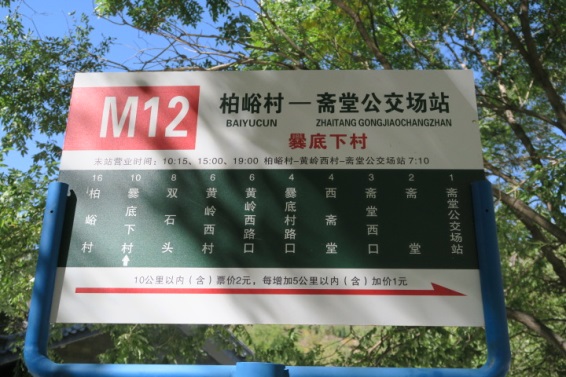 M12
柏峪村—斋堂公交场站
BAIYUCUN ZHAITANG GONGJIAOCHANGZHAN
爨底下村
末站营业时间：10:15、15:00、19:00 柏峪村-黄岭西村-斋堂公交场站 7:10
16 10 8 6 6 4 4 3 2 1
柏峪村
爨底下村
双石头
黄岭西村
黄岭西路口
爨底村路口
西斋堂
斋堂西口
斋堂
斋堂公交场站
10公里以内（含）票价2元，每增加5公里以内（含）加价1元